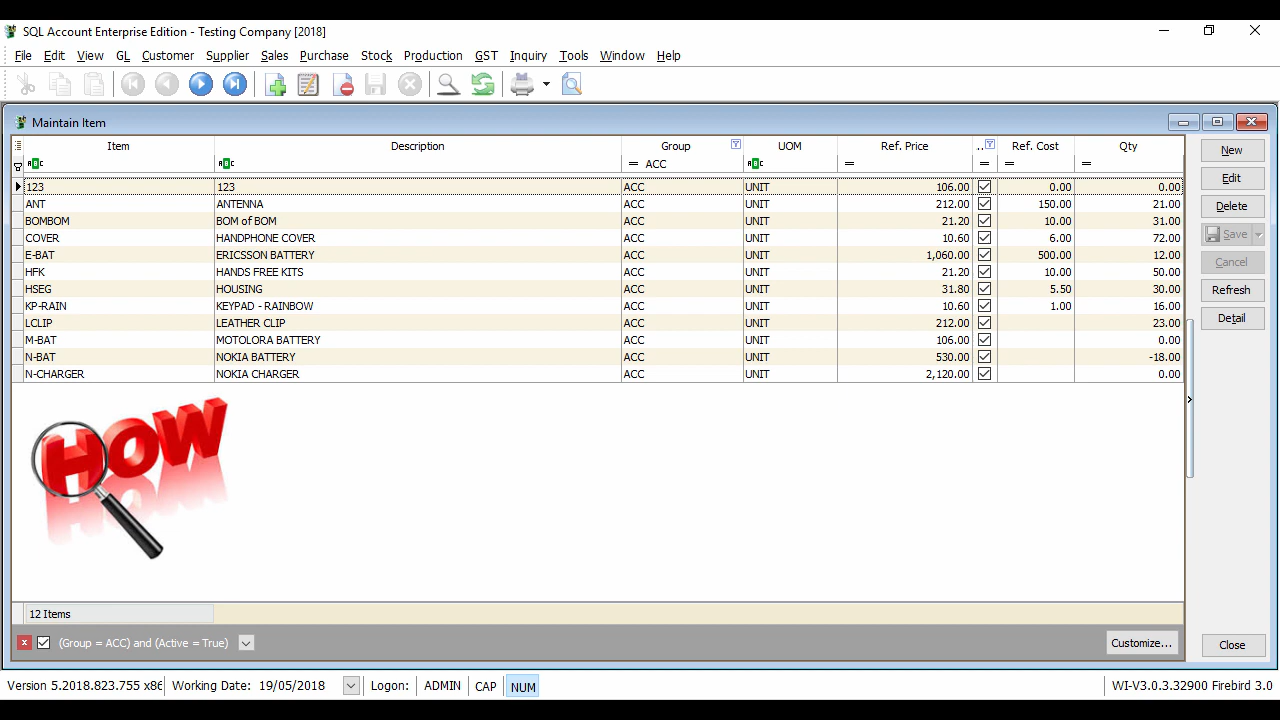 SQL Account Enterprise Edition - Testing Company [2018]
File Edit View GL Customer Supplier Sales Purchase Stock Production GST Inquiry Tools Window Help
Maintain Item
Item Description Group UOM Ref. Price .. Ref. Cost Qty
ABC ABC = ACC ABC = = = =
123 123 ACC UNIT 106.00 0.00 0.00
ANT ANTENNA ACC UNIT 212.00 150.00 21.00
BOMBOM BOM of BOM ACC UNIT 21.20 10.00 31.00
COVER HANDPHONE COVER ACC UNIT 10.60 6.00 72.00
E-BAT ERICSSON BATTERY ACC UNIT 1,060.00 500.00 12.00
HFK HANDS FREE KITS ACC UNIT 21.20 10.00 50.00
HSEG HOUSING ACC UNIT 31.80 5.50 30.00
KP-RAIN KEYPAD - RAINBOW ACC UNIT 10.60 1.00 16.00
LCLIP LEATHER CLIP ACC UNIT 212.00 23.00
M-BAT MOTOLORA BATTERY ACC UNIT 106.00 0.00
N-BAT NOKIA BATTERY ACC UNIT 530.00 -18.00
N-CHARGER NOKIA CHARGER ACC UNIT 2,120.00 0.00
New
Edit
Delete
Save
Cancel
Refresh
Detail
HOW
12 Items
(Group = ACC) and (Active = True)
Customize...
Close
Version 5.2018.823.755 x86 Working Date: 19/05/2018 Logon: ADMIN CAP NUM WI-V3.0.3.32900 Firebird 3.0